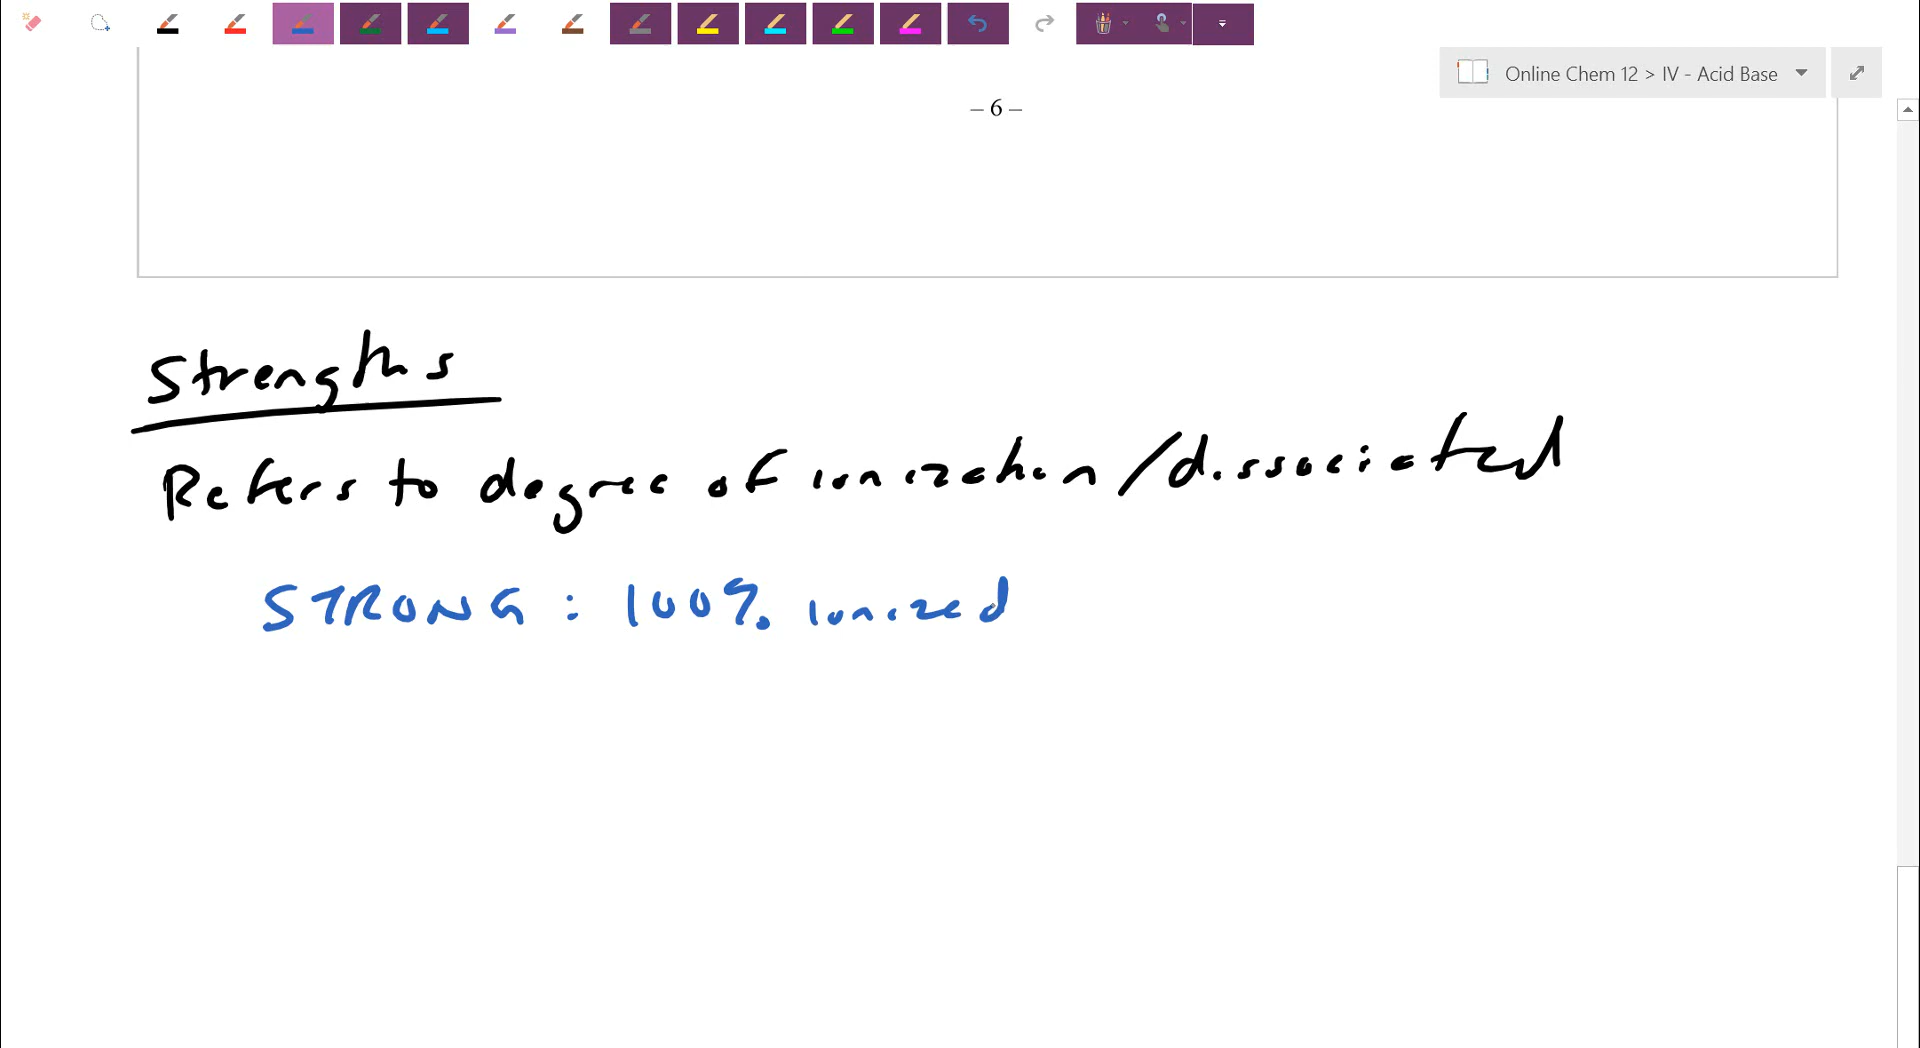 Online Chem 12 > IV - Acid Base
– 6 –
Strengths
Refers to degree of ionization/dissociated
STRONG : 100% ionized